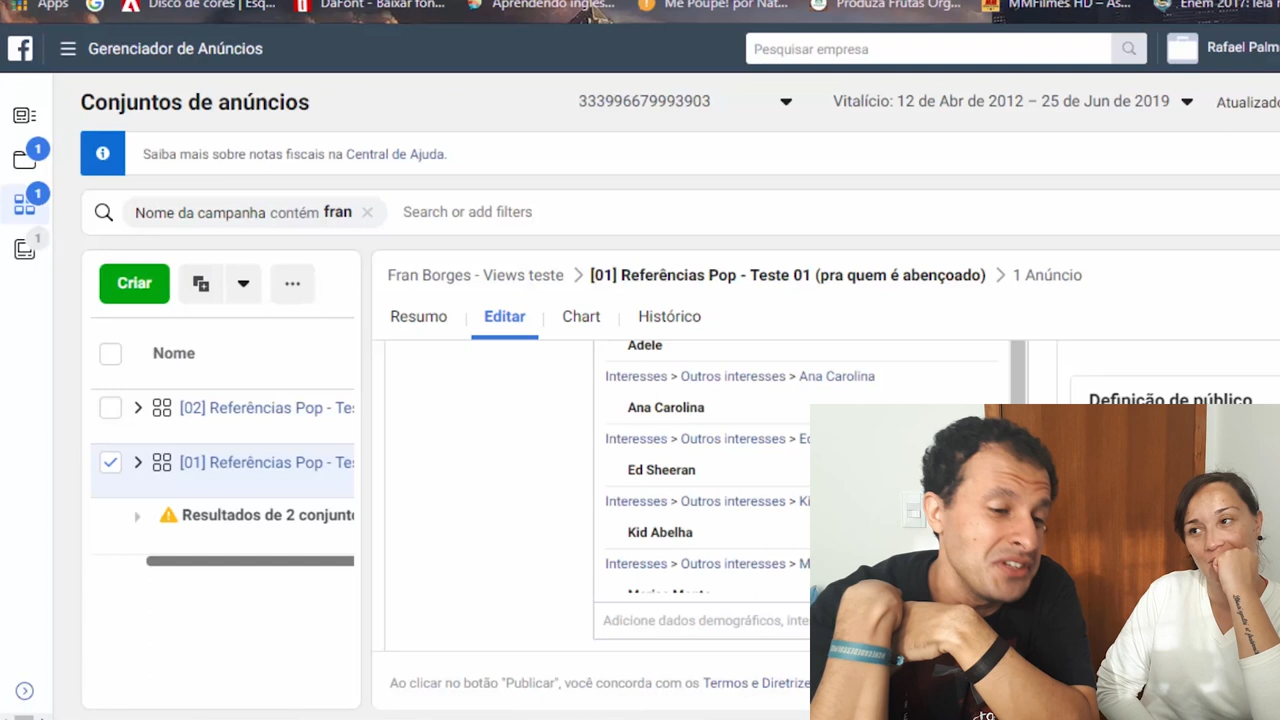 Apps
Disco de cores | Esq...
DaFont - Baixar fon...
Aprendendo inglês...
Me Poupe! por Nat...
Produza Frutas Org...
MMFilmes HD – As...
Enem 2017: leia
Gerenciador de Anúncios
Pesquisar empresa
Rafael Palm
Conjuntos de anúncios
333996679993903
Vitalício: 12 de Abr de 2012 – 25 de Jun de 2019
Atualizado
Saiba mais sobre notas fiscais na Central de Ajuda.
1
1
1
Nome da campanha contém fran
Search or add filters
Criar
Fran Borges - Views teste
[01] Referências Pop - Teste 01 (pra quem é abençoado)
1 Anúncio
Resumo
Editar
Chart
Histórico
Nome
[02] Referências Pop - Te
[01] Referências Pop - Te
Resultados de 2 conjunto
Adele
Interesses > Outros interesses > Ana Carolina
Ana Carolina
Interesses > Outros interesses > Ed
Ed Sheeran
Interesses > Outros interesses > Ki
Kid Abelha
Interesses > Outros interesses > M
Definição de público
Adicione dados demográficos, inte
Ao clicar no botão "Publicar", você concorda com os Termos e Diretrize